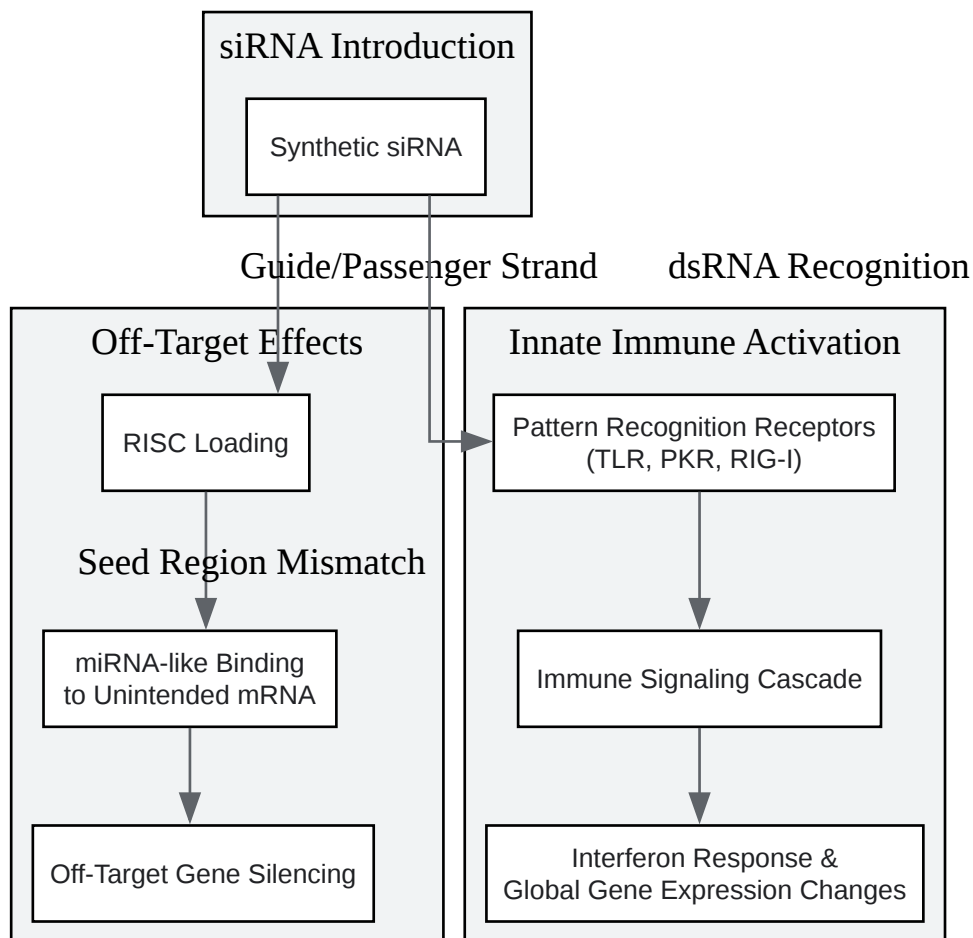 siRNA Introduction
Synthetic siRNA
Guide/Passenger Strand
dsRNA Recognition
Off-Target Effects
Innate Immune Activation
RISC Loading
Pattern Recognition Receptors
(TLR, PKR, RIG-I)
Seed Region Mismatch
miRNA-like Binding
to Unintended mRNA
Immune Signaling Cascade
Off-Target Gene Silencing
Interferon Response &
Global Gene Expression Changes